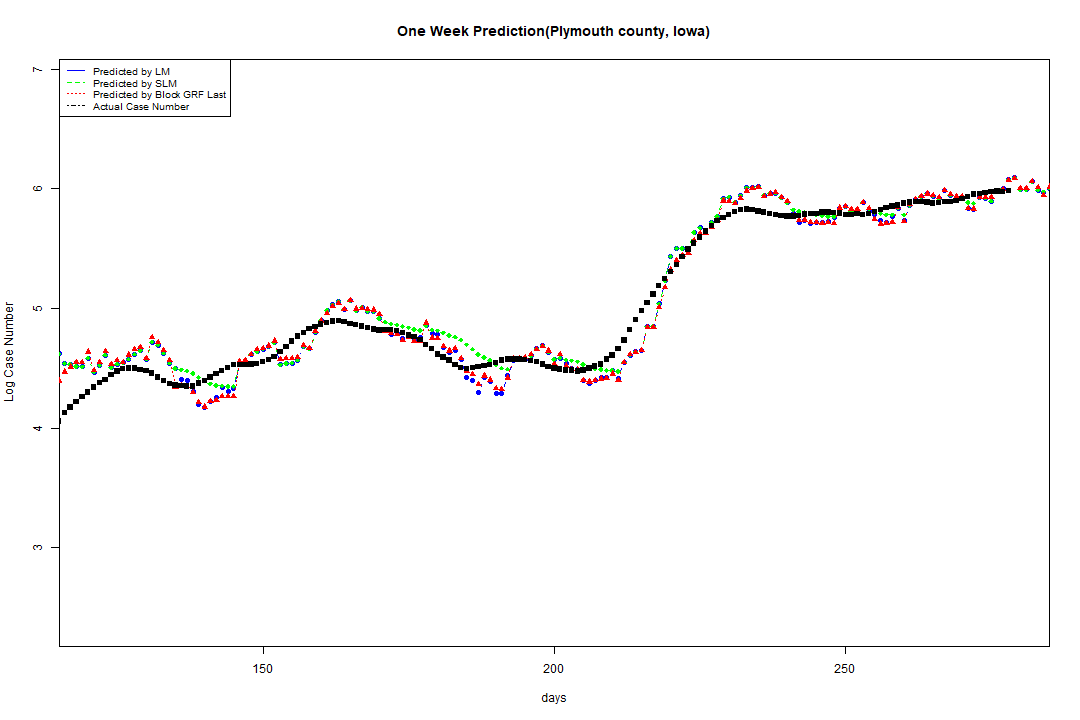 One Week Prediction(Plymouth county, Iowa)
Predicted by LM
Predicted by SLM
Predicted by Block GRF Last
Actual Case Number
7
6
5
4
3
Log Case Number
150
200
250
days